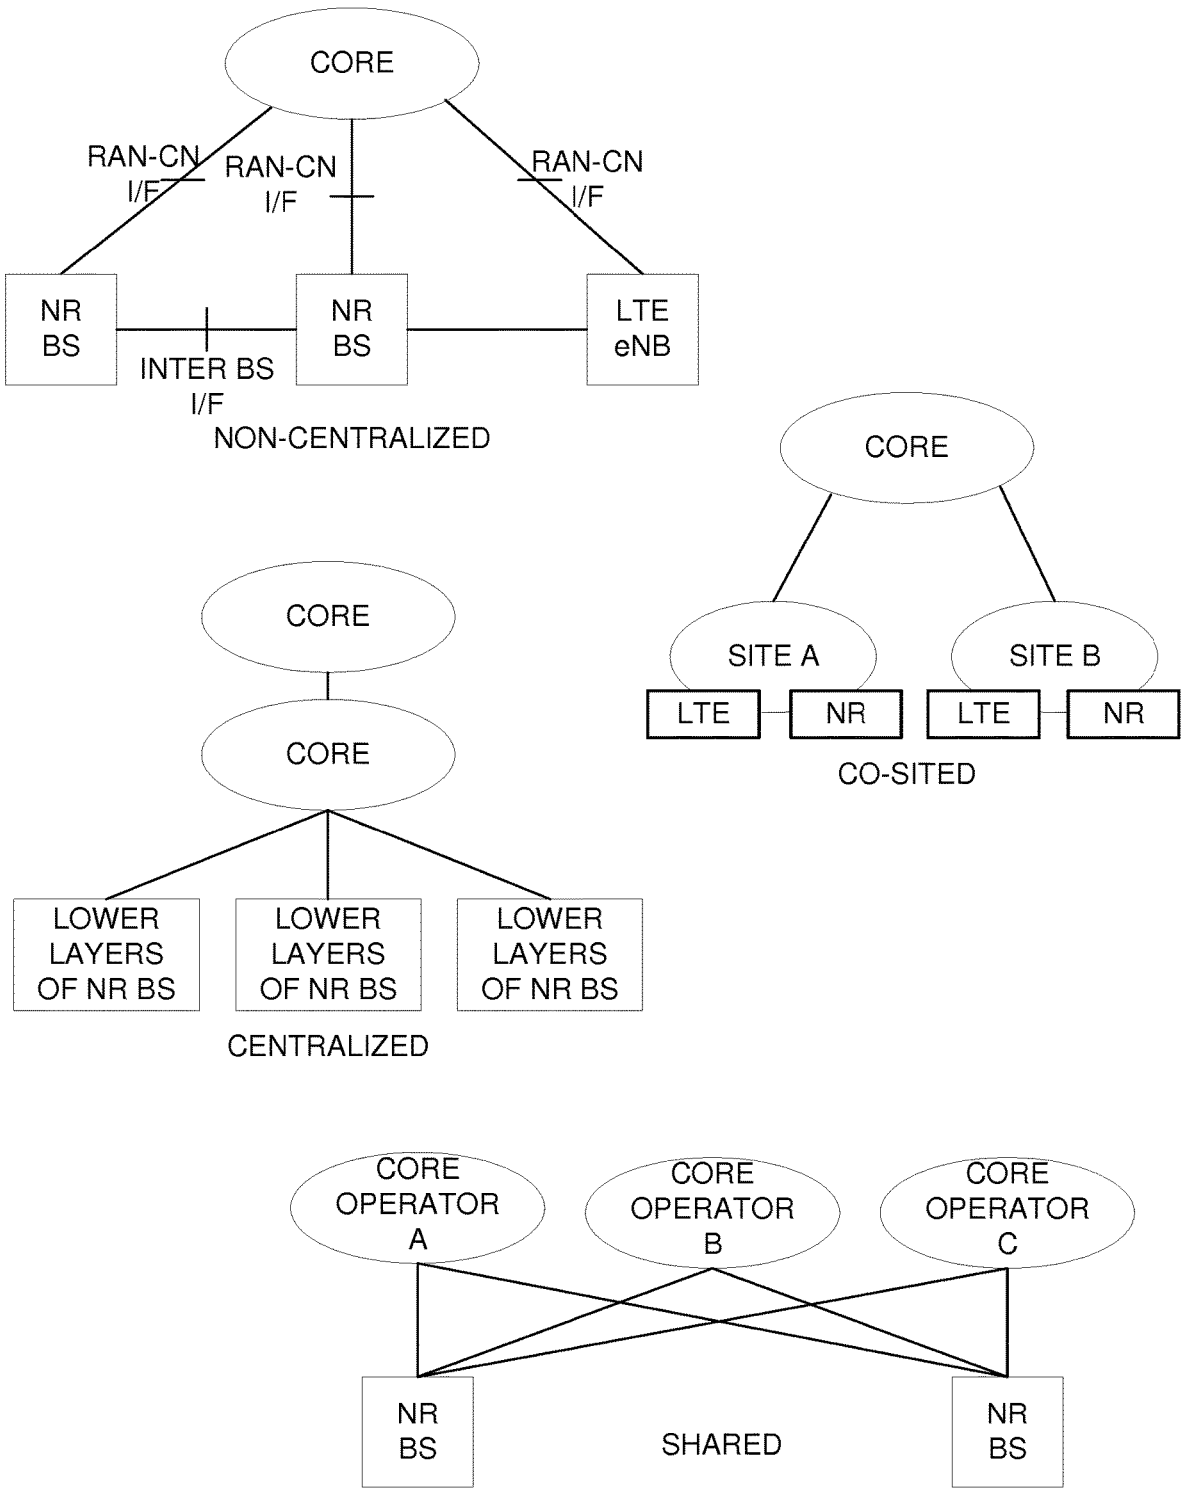 CORE
RAN-CN
I/F
RAN-CN
I/F
RAN-CN
I/F
NR
BS
NR
BS
LTE
eNB
INTER BS
I/F
NON-CENTRALIZED
CORE
SITE A
SITE B
LTE
NR
LTE
NR
CO-SITED
CORE
CORE
LOWER
LAYERS
OF NR BS
LOWER
LAYERS
OF NR BS
LOWER
LAYERS
OF NR BS
CENTRALIZED
CORE
OPERATOR
A
CORE
OPERATOR
B
CORE
OPERATOR
C
NR
BS
SHARED
NR
BS